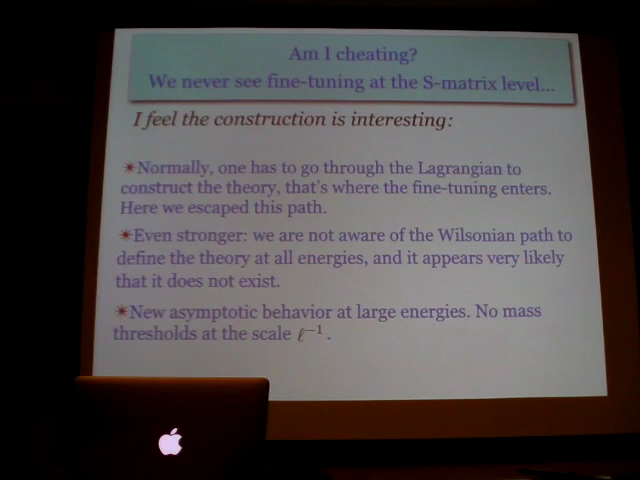 Am I cheating?
We never see fine-tuning at the S-matrix level...
I feel the construction is interesting:
✴Normally, one has to go through the Lagrangian to
construct the theory, that's where the fine-tuning enters.
Here we escaped this path.
✴Even stronger: we are not aware of the Wilsonian path to
define the theory at all energies, and it appears very likely
that it does not exist.
✴New asymptotic behavior at large energies. No mass
thresholds at the scale ℓ⁻¹ .